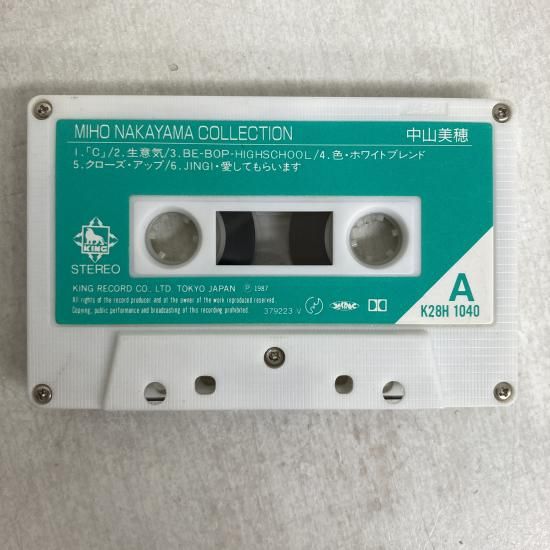 MIHO NAKAYAMA COLLECTION 中山美穂
1.「C」/2. 生意気/3. BE-BOP-HIGHSCHOOL/4. 色・ホワイトブレンド
5. クローズ・アップ/6. JINGI・愛してもらいます
KING
STEREO
KING RECORD CO., LTD. TOKYO JAPAN Ⓟ 1987
All rights of the record producer and of the owner of the work reproduced reserved.
Copying, public performance and broadcasting of this recording prohibited.
379223 V
A
K28H 1040